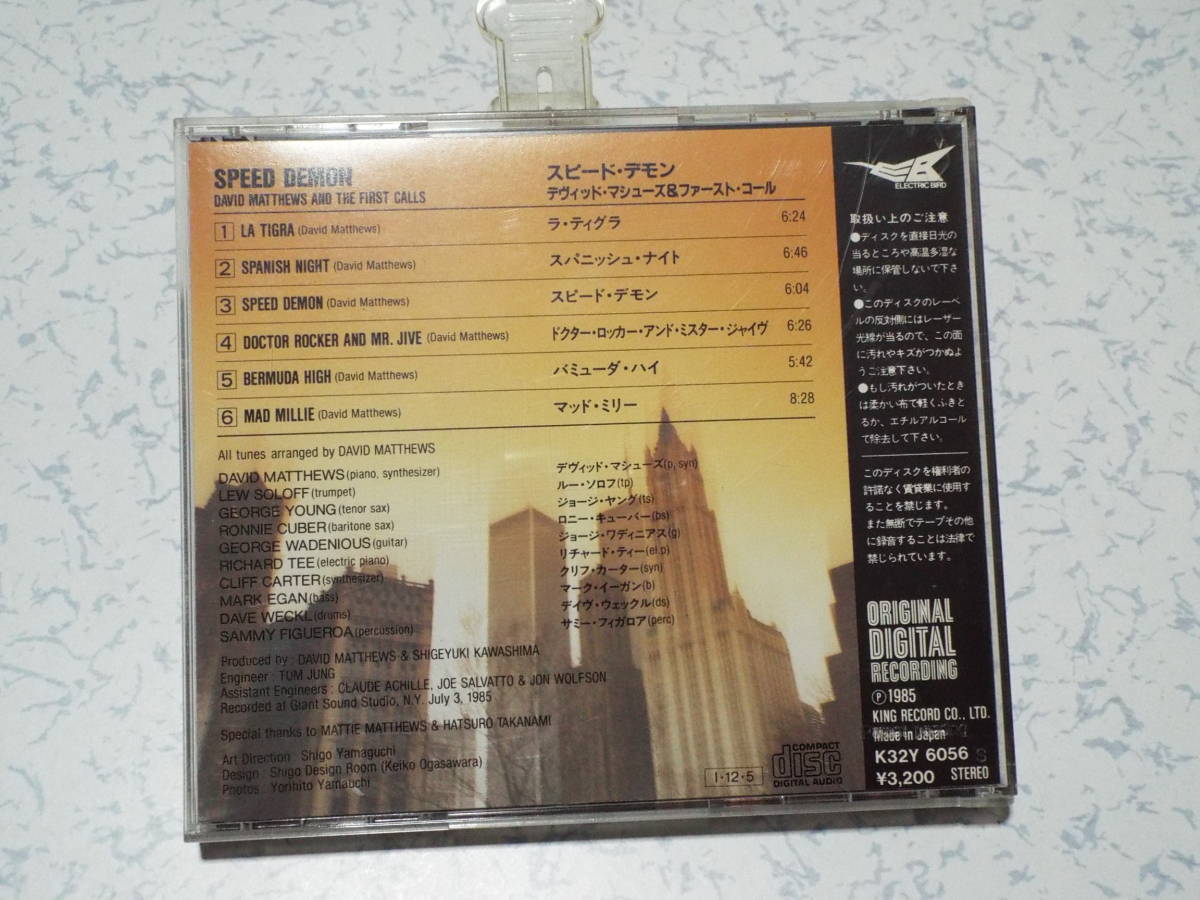 SPEED DEMON スピード・デモン
DAVID MATTHEWS AND THE FIRST CALLS デヴィッド・マシューズ&ファースト・コール
1 LA TIGRA (David Matthews) ラ・ティグラ 6:24
2 SPANISH NIGHT (David Matthews) スパニッシュ・ナイト 6:46
3 SPEED DEMON (David Matthews) スピード・デモン 6:04
4 DOCTOR ROCKER AND MR. JIVE (David Matthews) ドクター・ロッカー・アンド・ミスター・ジャイヴ 6:26
5 BERMUDA HIGH (David Matthews) バミューダ・ハイ 5:42
6 MAD MILLIE (David Matthews) マッド・ミリー 8:28
All tunes arranged by DAVID MATTHEWS
DAVID MATTHEWS (piano, synthesizer) デヴィッド・マシューズ(p, syn)
LEW SOLOFF (trumpet) ルー・ソロフ(tp)
GEORGE YOUNG (tenor sax) ジョージ・ヤング(ts)
RONNIE CUBER (baritone sax) ロニー・キューバー(bs)
GEORGE WADENIOUS (guitar) ジョージ・ワディニアス(g)
RICHARD TEE (electric piano) リチャード・ティー(el.p)
CLIFF CARTER (synthesizer) クリフ・カーター(syn)
MARK EGAN (bass) マーク・イーガン(b)
DAVE WECKL (drums) デイヴ・ウェックル(ds)
SAMMY FIGUEROA (percussion) サミー・フィガロア(perc)
Produced by : DAVID MATTHEWS & SHIGEYUKI KAWASHIMA
Engineer : TOM JUNG
Assistant Engineers : CLAUDE ACHILLE, JOE SALVATTO & JON WOLFSON
Recorded at Giant Sound Studio, N.Y. July 3, 1985
Special thanks to MATTIE MATTHEWS & HATSURO TAKANAMI
Art Direction : Shigo Yamaguchi
Design : Shigo Design Room (Keiko Ogasawara)
Photos : Yorihito Yamauchi
I・12・5
COMPACT
disc
DIGITAL AUDIO
EB
ELECTRIC BIRD
取扱い上のご注意
●ディスクを直接日光の
当るところや高温多湿な
場所に保管しないで下さ
い。
●このディスクのレーベ
ルの反対側にはレーザー
光線が当るので、この面
に汚れやキズがつかぬよ
うご注意下さい。
●もし汚れがついたとき
は柔かい布で軽くふきと
るか、エチルアルコール
で除去して下さい。
このディスクを権利者の
許諾なく賃貸業に使用す
ることを禁じます。
また無断でテープその他
に録音することは法律で
禁じられています。
ORIGINAL
DIGITAL
RECORDING
Ⓟ1985
KING RECORD CO., LTD.
Made in Japan
K32Y 6056 S
¥3,200 STEREO